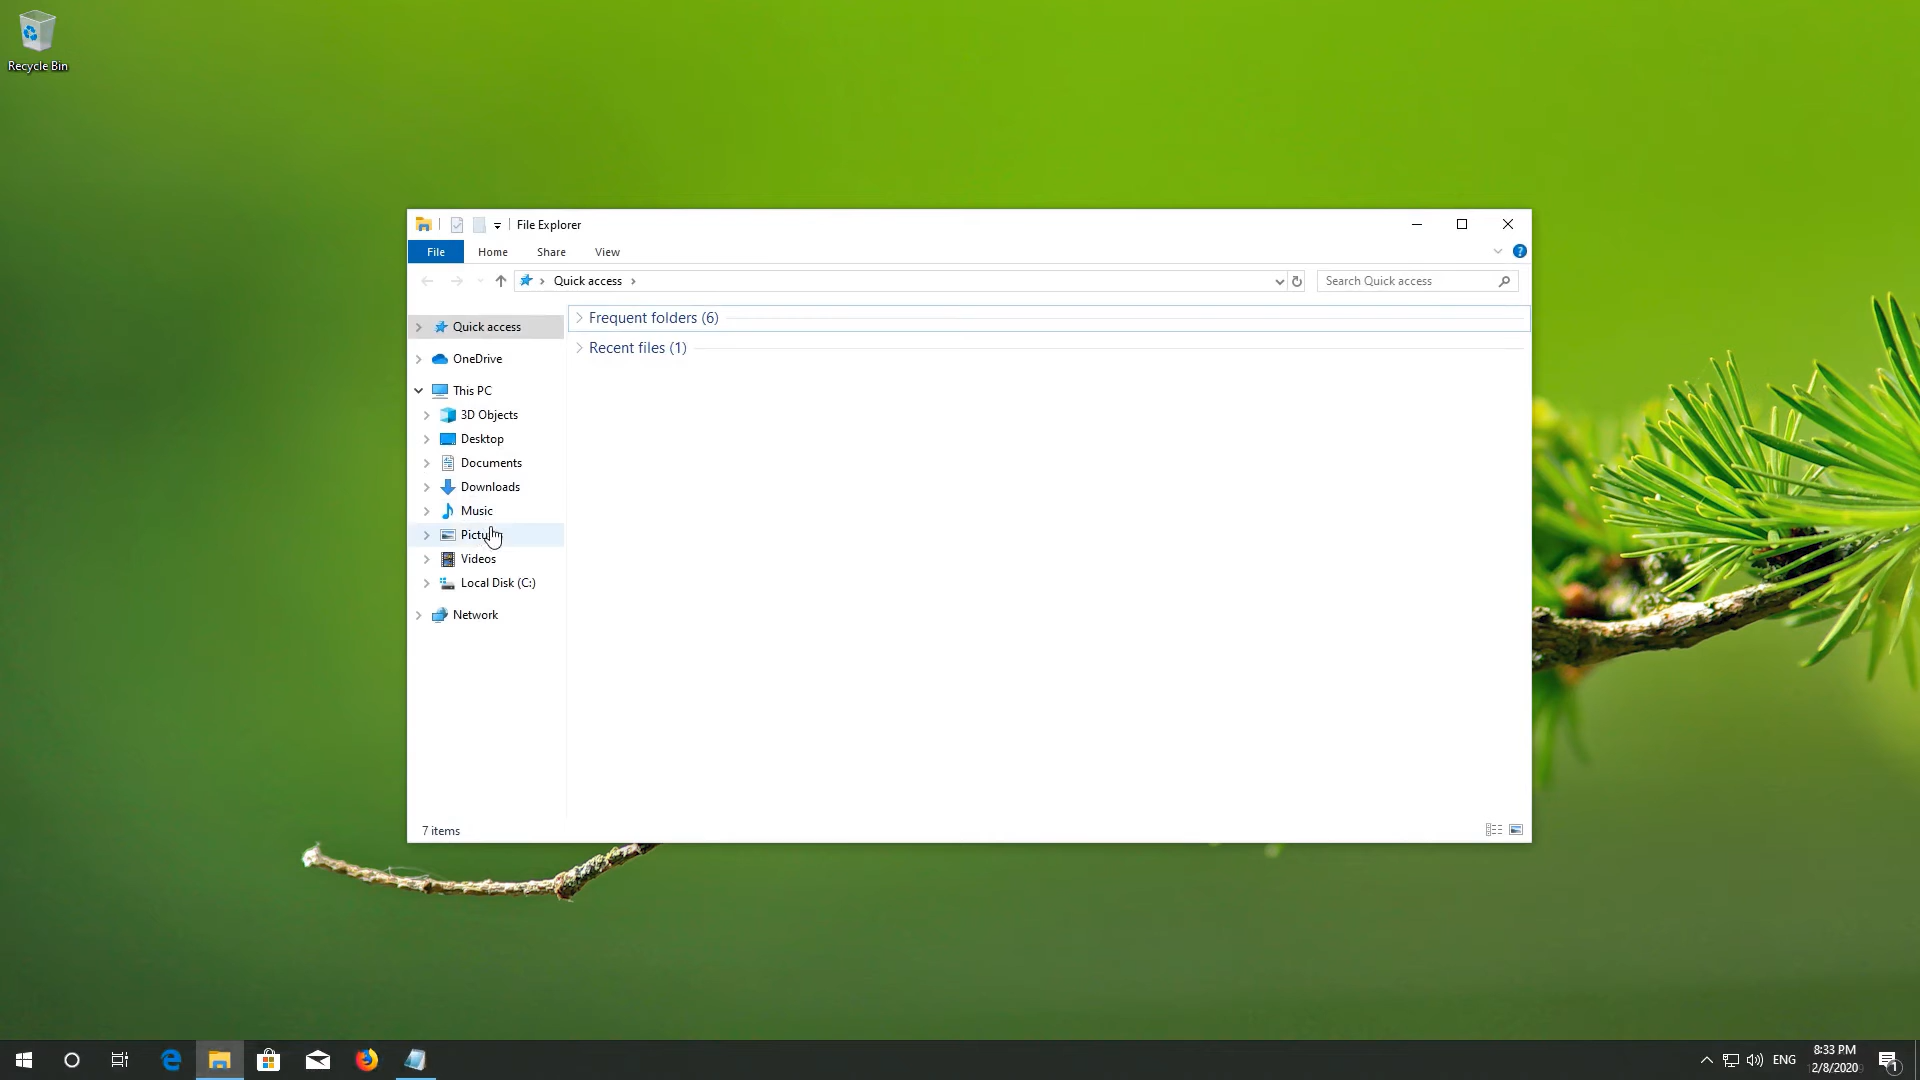 Recycle Bin
File Explorer
File
Home
Share
View
Quick access
Search Quick access
Quick access
OneDrive
This PC
3D Objects
Desktop
Documents
Downloads
Music
Videos
Local Disk (C:)
Network
Frequent folders (6)
Recent files (1)
7 items
ENG
8:33 PM
12/8/2020
1